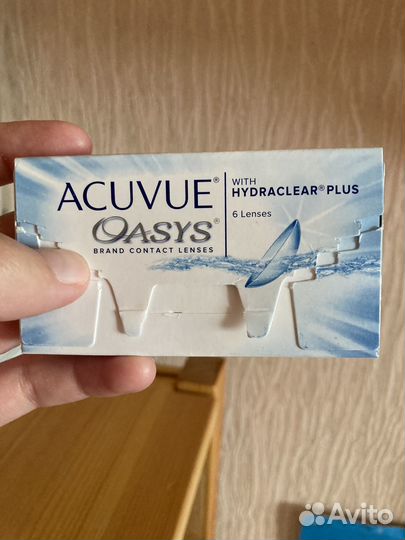 ACUVUE®
OASYS®
BRAND CONTACT LENSES
WITH
HYDRACLEAR® PLUS
6 Lenses
Avito